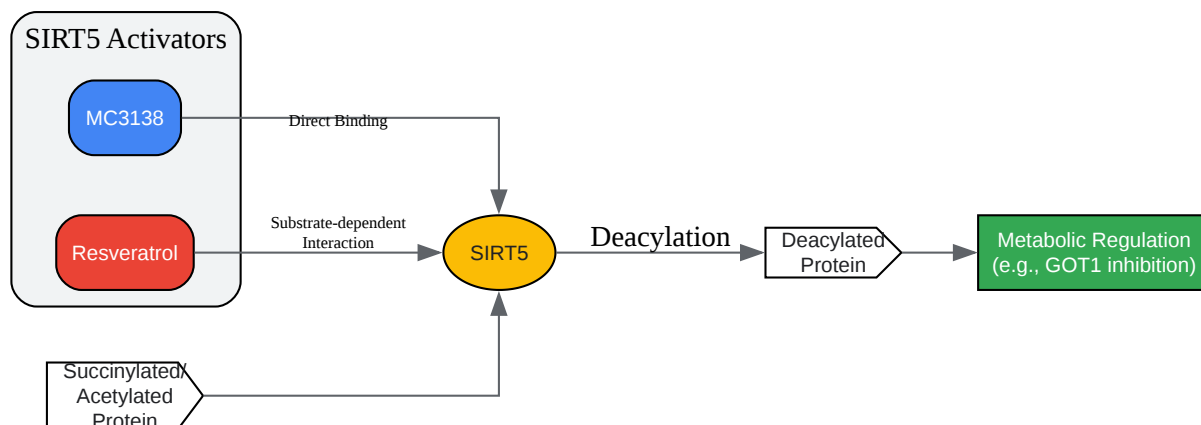 SIRT5 Activators
MC3138
Direct Binding
Resveratrol
Substrate-dependent
Interaction
SIRT5
Deacylation
Deacylated
Protein
Metabolic Regulation
(e.g., GOT1 inhibition)
Succinylated/
Acetylated
Protein